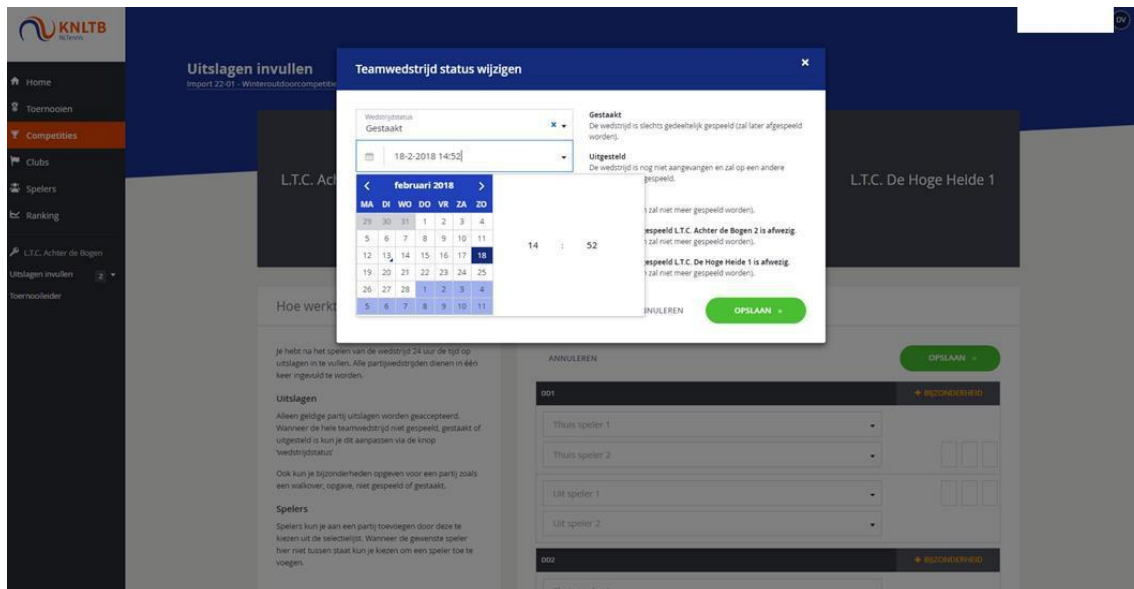 KNLTB
NLTennis
DV
Home
Toernooien
Competities
Clubs
Spelers
Ranking
L.T.C. Achter de Bogen
Uitslagen invullen 2
Toernooileider
Uitslagen invullen
Import 22-01 - Winteroutdoorcompetitie
L.T.C. Ach
L.T.C. De Hoge Heide 1
Teamwedstrijd status wijzigen ×
Wedstrijdstatus
Gestaakt
18-2-2018 14:52
februari 2018
MA DI WO DO VR ZA ZO
29 30 31 1 2 3 4
5 6 7 8 9 10 11
12 13 14 15 16 17 18
19 20 21 22 23 24 25
26 27 28 1 2 3 4
5 6 7 8 9 10 11
14 : 52
Gestaakt
De wedstrijd is slechts gedeeltelijk gespeeld (zal later afgespeeld
worden).
Uitgesteld
De wedstrijd is nog niet aangevangen en zal op een andere
gespeeld.
zal niet meer gespeeld worden).
espeeld L.T.C. Achter de Bogen 2 is afwezig.
zal niet meer gespeeld worden).
espeeld L.T.C. De Hoge Heide 1 is afwezig.
zal niet meer gespeeld worden).
NULEREN
OPSLAAN »
Hoe werkt
Je hebt na het spelen van de wedstrijd 24 uur de tijd op
uitslagen in te vullen. Alle partijwedstrijden dienen in één
keer ingevuld te worden.
Uitslagen
Alleen geldige partij uitslagen worden geaccepteerd.
Wanneer de hele teamwedstrijd niet gespeeld, gestaakt of
uitgesteld is kun je dit aanpassen via de knop
'wedstrijdstatus'
Ook kun je bijzonderheden opgeven voor een partij zoals
een walkover, opgave, niet gespeeld of gestaakt.
Spelers
Spelers kun je aan een partij toevoegen door deze te
kiezen uit de selectielijst. Wanneer de gewenste speler
hier niet tussen staat kun je kiezen om een speler toe te
voegen.
ANNULEREN
OPSLAAN »
DD1 + BIJZONDERHEID
Thuis speler 1
Thuis speler 2
Uit speler 1
Uit speler 2
DD2 + BIJZONDERHEID